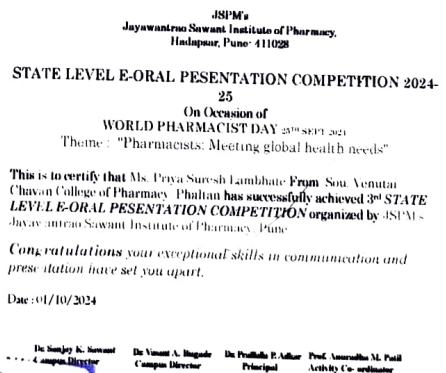 JSPM's
Jayawantrao Sawant Institute of Pharmacy,
Hadapsar, Pune- 411028
STATE LEVEL E-ORAL PESENTATION COMPETITION 2024-
25
On Occasion of
WORLD PHARMACIST DAY 25TH SEPT 2024
Theme : "Pharmacists: Meeting global health needs"
This is to certify that Ms. Priya Suresh Lambhate From Sou. Venutai
Chavan College of Pharmacy Phaltan has successfully achieved 3rd STATE
LEVEL E-ORAL PESENTATION COMPETITION organized by JSPM's
Jayawantrao Sawant Institute of Pharmacy, Pune
Congratulations your exceptional skills in communication and
presentation have set you apart.
Date : 01/10/2024
Dr. Sanjay K. Sawant Dr. Vasant A. Bugade Dr. Prafulla P. Adkar Prof. Anuradha M. Patil
Campus Director Campus Director Principal Activity Co- ordinator